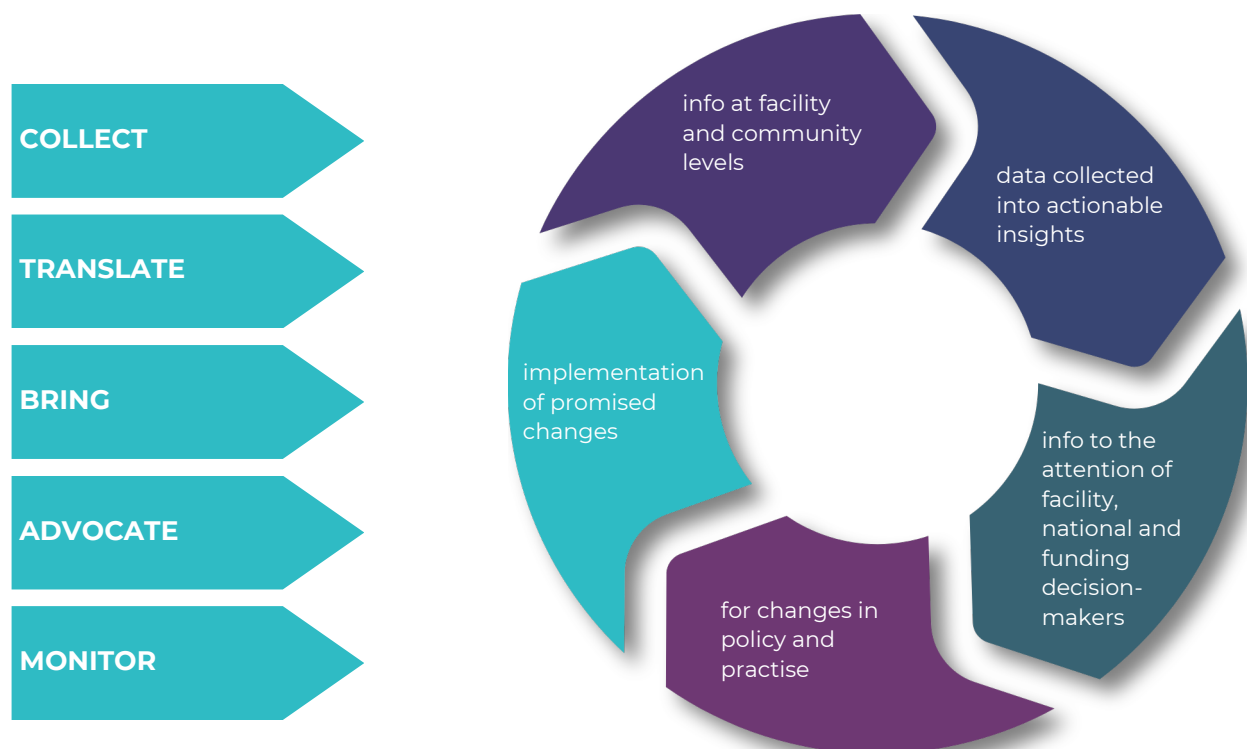 COLLECT
TRANSLATE
BRING
ADVOCATE
MONITOR
info at facility
and community
levels
data collected
into actionable
insights
info to the
attention of
facility,
national and
funding
decision-
makers
for changes in
policy and
practise
implementation
of promised
changes